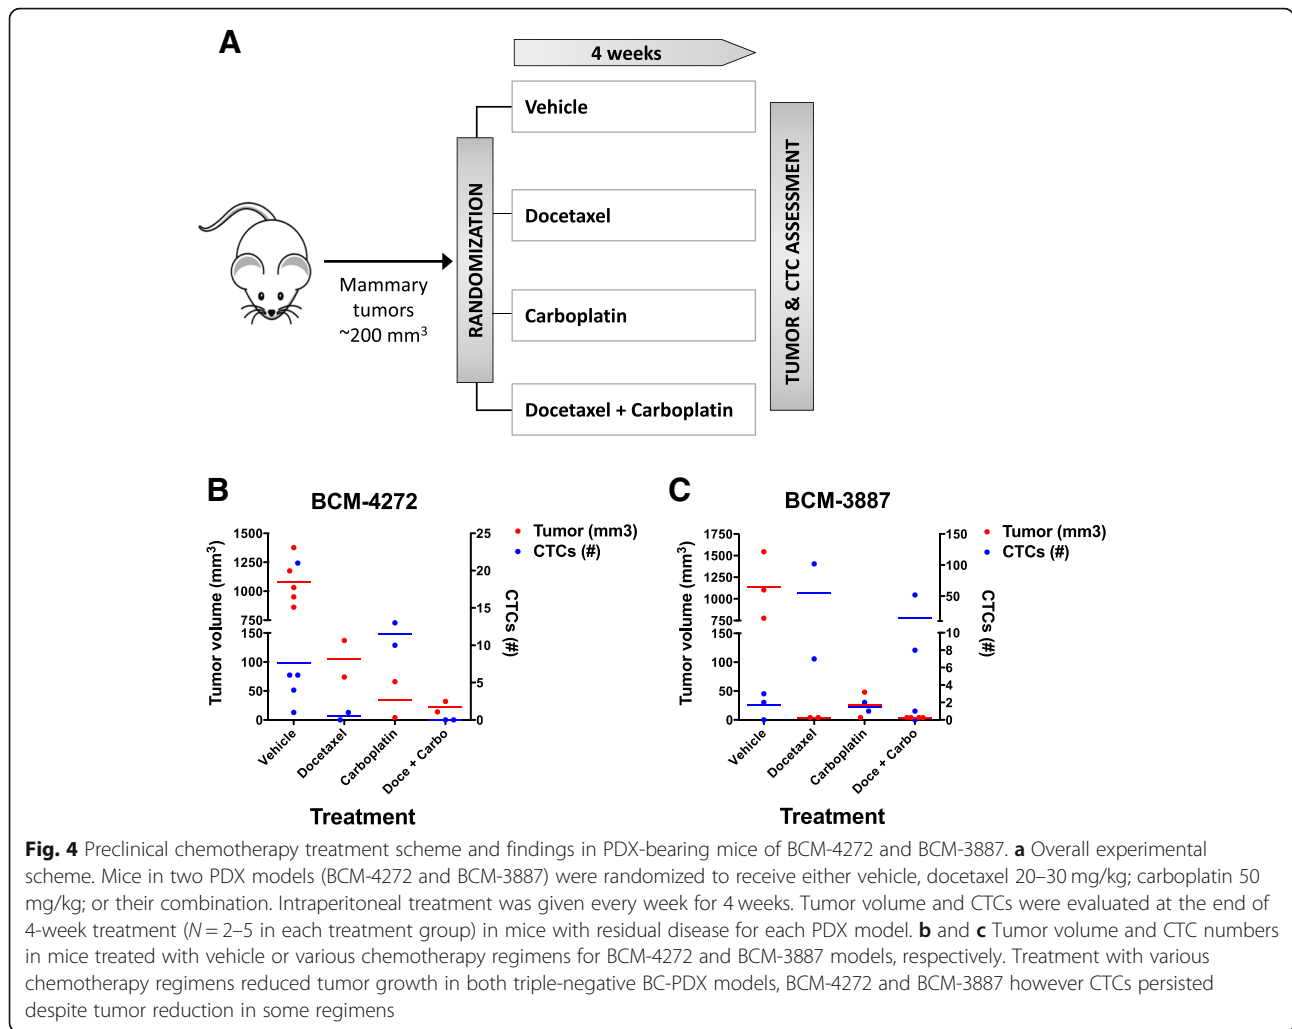 A
4 weeks
Vehicle
Docetaxel
Carboplatin
Docetaxel + Carboplatin
RANDOMIZATION
TUMOR & CTC ASSESSMENT
Mammary
tumors
~200 mm³
B
BCM-4272
Tumor (mm3)
CTCs (#)
Tumor volume (mm³)
1500
1250
1000
750
150
100
50
0
25
20
15
10
5
0
CTCs (#)
Vehicle
Docetaxel
Carboplatin
Doce + Carbo
Treatment
C
BCM-3887
Tumor (mm3)
CTCs (#)
Tumor volume (mm³)
1750
1500
1250
1000
750
150
100
50
0
150
100
50
10
8
6
4
2
0
CTCs (#)
Vehicle
Docetaxel
Carboplatin
Doce + Carbo
Treatment
Fig. 4 Preclinical chemotherapy treatment scheme and findings in PDX-bearing mice of BCM-4272 and BCM-3887. a Overall experimental
scheme. Mice in two PDX models (BCM-4272 and BCM-3887) were randomized to receive either vehicle, docetaxel 20–30 mg/kg; carboplatin 50
mg/kg; or their combination. Intraperitoneal treatment was given every week for 4 weeks. Tumor volume and CTCs were evaluated at the end of
4-week treatment (N = 2–5 in each treatment group) in mice with residual disease for each PDX model. b and c Tumor volume and CTC numbers
in mice treated with vehicle or various chemotherapy regimens for BCM-4272 and BCM-3887 models, respectively. Treatment with various
chemotherapy regimens reduced tumor growth in both triple-negative BC-PDX models, BCM-4272 and BCM-3887 however CTCs persisted
despite tumor reduction in some regimens